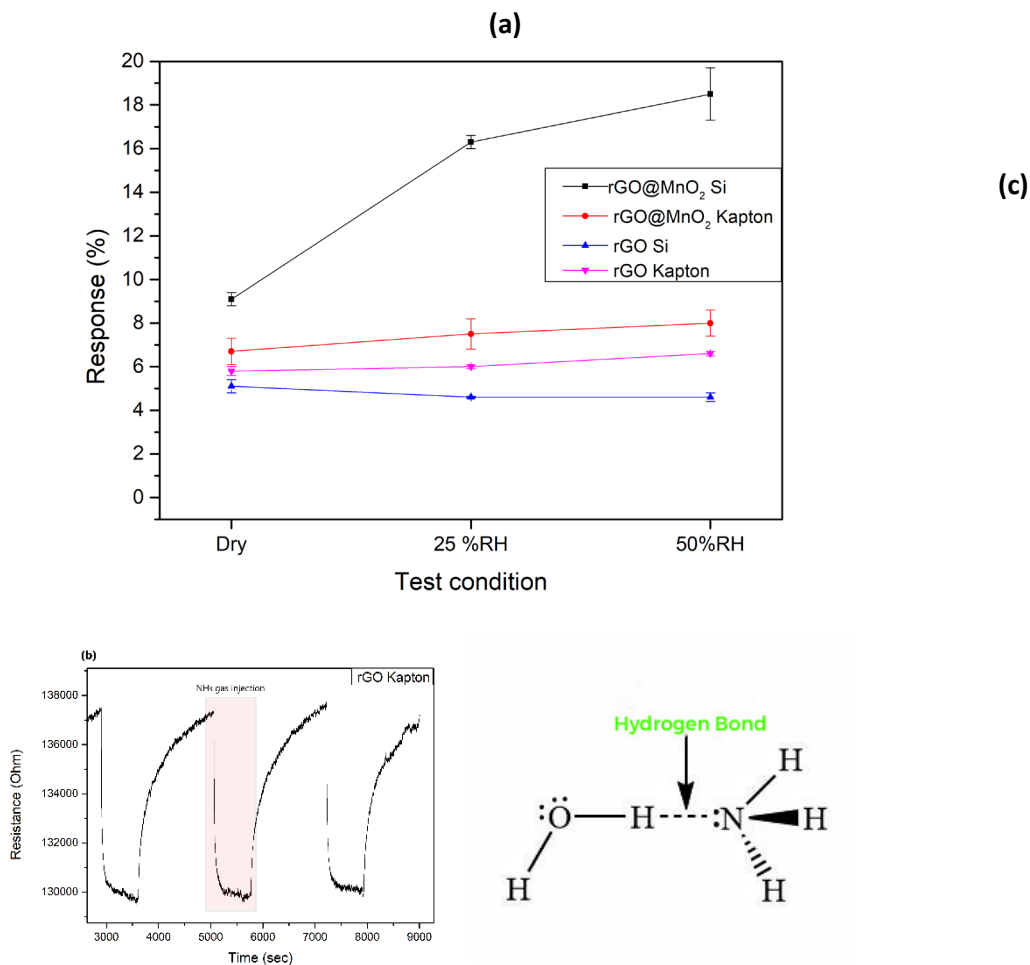 (a)
20
18
16
14
12
10
8
6
4
2
0
Response (%)
rGO@MnO₂ Si
rGO@MnO₂ Kapton
rGO Si
rGO Kapton
Dry
25 %RH
50%RH
Test condition
(c)
(b)
rGO Kapton
NH₃ gas injection
138000
136000
134000
132000
130000
Resistance (Ohm)
3000 4000 5000 6000 7000 8000 9000
Time (sec)
Hydrogen Bond
H
O H N H
H H